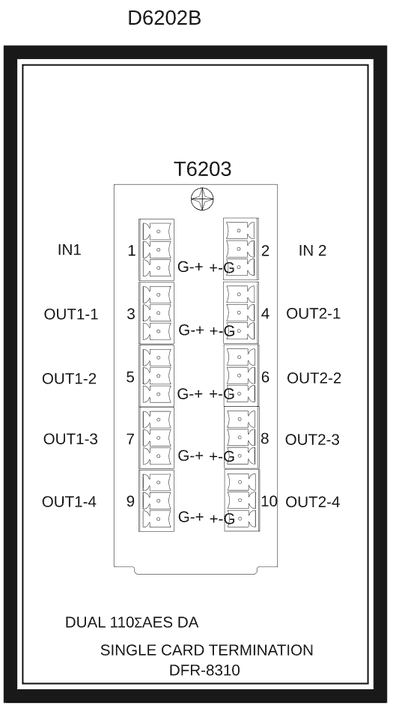 D6202B
T6203
IN1 1 2 IN 2
G-+ +-G
OUT1-1 3 4 OUT2-1
G-+ +-G
OUT1-2 5 6 OUT2-2
G-+ +-G
OUT1-3 7 8 OUT2-3
G-+ +-G
OUT1-4 9 10 OUT2-4
G-+ +-G
DUAL 110ΣAES DA
SINGLE CARD TERMINATION
DFR-8310